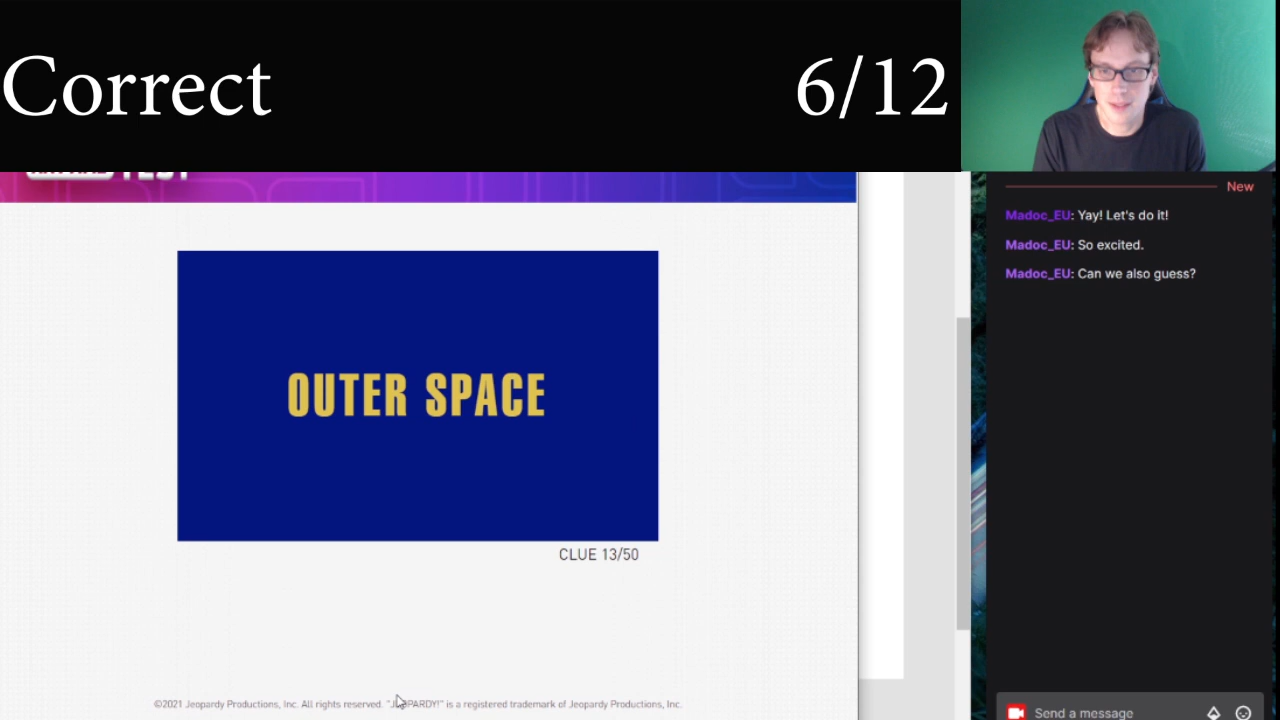 Correct
6/12
TEST
New
Madoc_EU: Yay! Let's do it!
Madoc_EU: So excited.
Madoc_EU: Can we also guess?
OUTER SPACE
CLUE 13/50
©2021 Jeopardy Productions, Inc. All rights reserved. "JEOPARDY!" is a registered trademark of Jeopardy Productions, Inc.
Send a message